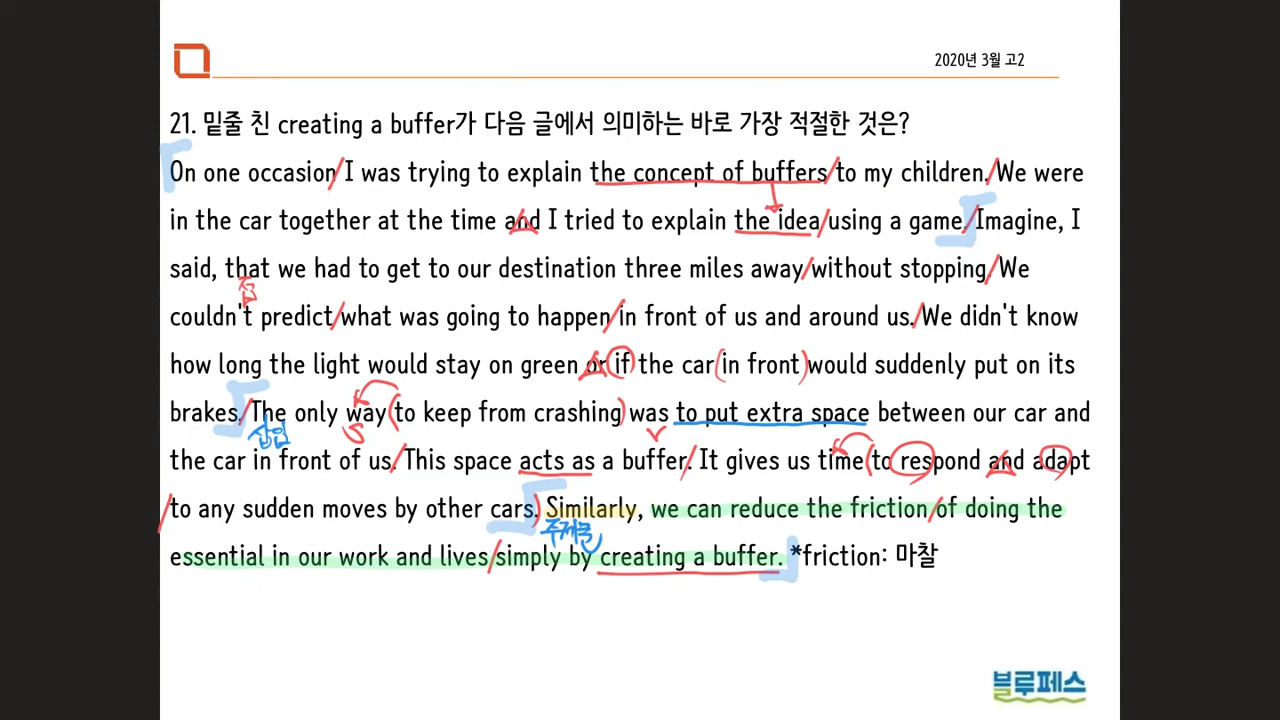 2020년 3월 고2
21. 밑줄 친 creating a buffer가 다음 글에서 의미하는 바로 가장 적절한 것은?
On one occasion/I was trying to explain the concept of buffers/to my children./We were
in the car together at the time and I tried to explain the idea/using a game./Imagine, I
said, that we had to get to our destination three miles away/without stopping./We
접
couldn't predict/what was going to happen/in front of us and around us./We didn't know
how long the light would stay on green or if the car(in front)would suddenly put on its
brakes./The only way(to keep from crashing)was to put extra space between our car and
삽입 S V
the car in front of us./This space acts as a buffer./It gives us time(to respond and adapt
/to any sudden moves by other cars.) Similarly, we can reduce the friction/of doing the
주제문
essential in our work and lives/simply by creating a buffer. *friction: 마찰
블루페스